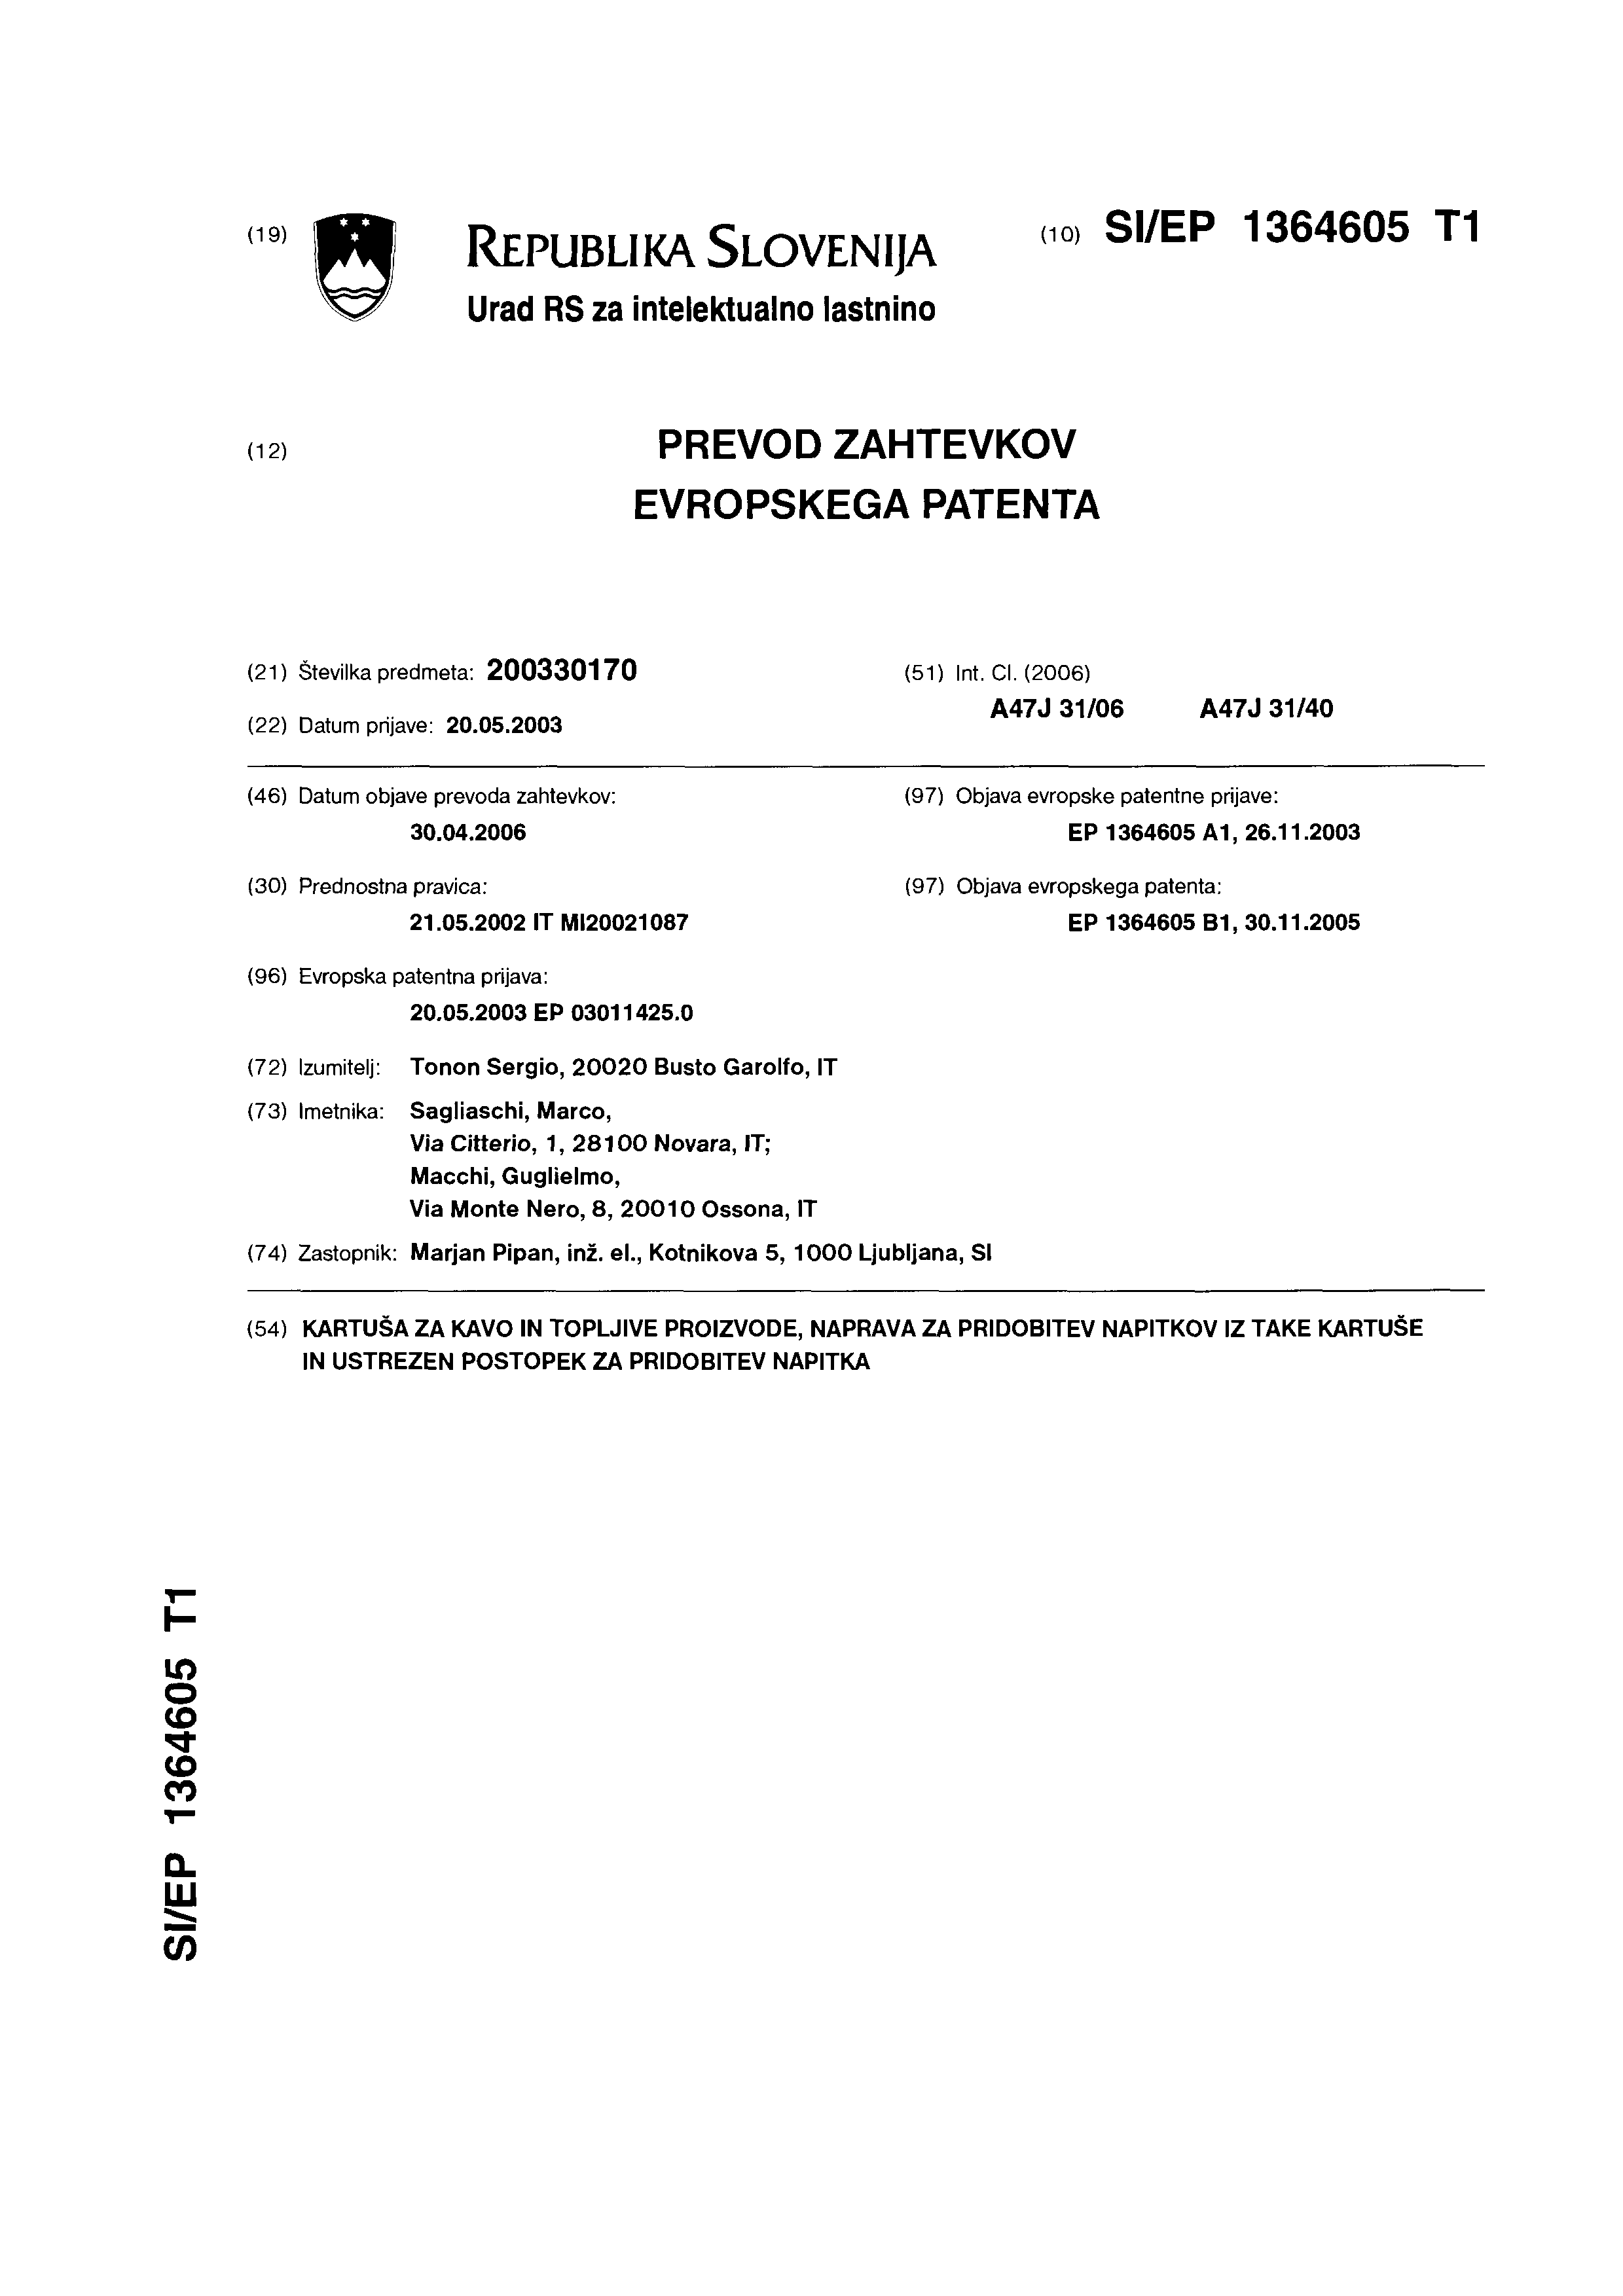 (19)
REPUBLIKA SLOVENIJA
Urad RS za intelektualno lastnino
(10) SI/EP 1364605 T1
(12)
PREVOD ZAHTEVKOV
EVROPSKEGA PATENTA
(21) Številka predmeta: 200330170
(22) Datum prijave: 20.05.2003
(51) Int. Cl. (2006)
A47J 31/06 A47J 31/40
(46) Datum objave prevoda zahtevkov:
30.04.2006
(97) Objava evropske patentne prijave:
EP 1364605 A1, 26.11.2003
(30) Prednostna pravica:
21.05.2002 IT MI20021087
(97) Objava evropskega patenta:
EP 1364605 B1, 30.11.2005
(96) Evropska patentna prijava:
20.05.2003 EP 03011425.0
(72) Izumitelj: Tonon Sergio, 20020 Busto Garolfo, IT
(73) Imetnika: Sagliaschi, Marco,
Via Citterio, 1, 28100 Novara, IT;
Macchi, Guglielmo,
Via Monte Nero, 8, 20010 Ossona, IT
(74) Zastopnik: Marjan Pipan, inž. el., Kotnikova 5, 1000 Ljubljana, SI
(54) KARTUŠA ZA KAVO IN TOPLJIVE PROIZVODE, NAPRAVA ZA PRIDOBITEV NAPITKOV IZ TAKE KARTUŠE
IN USTREZEN POSTOPEK ZA PRIDOBITEV NAPITKA
SI/EP 1364605 T1